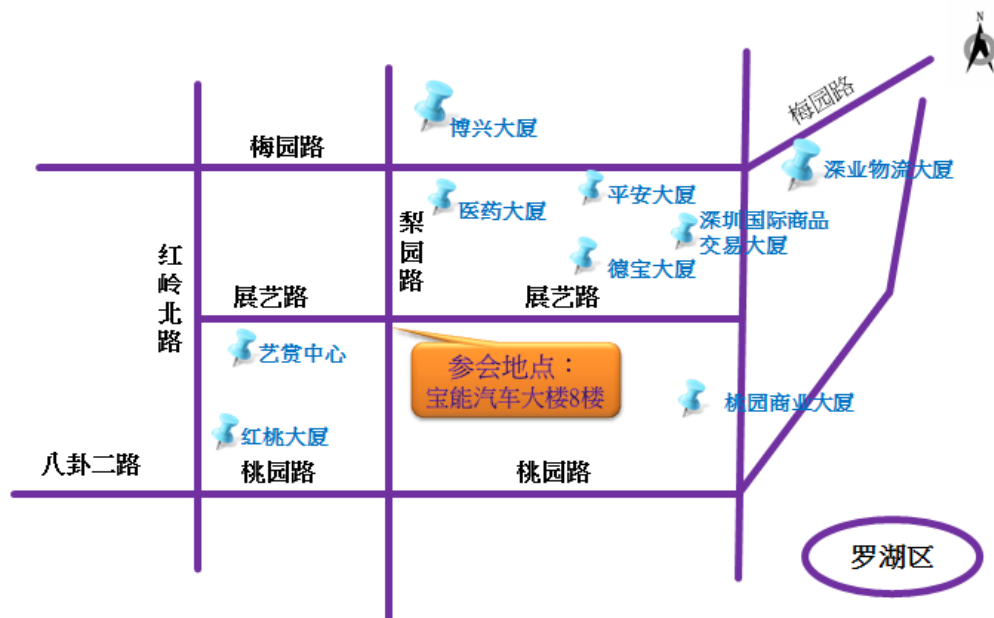 N
梅园路
博兴大厦
梅园路
深业物流大厦
平安大厦
医药大厦
梨园路
深圳国际商品
交易大厦
红岭北路
德宝大厦
展艺路
展艺路
艺赏中心
参会地点：
宝能汽车大楼8楼
桃园商业大厦
红桃大厦
八卦二路
桃园路
桃园路
罗湖区